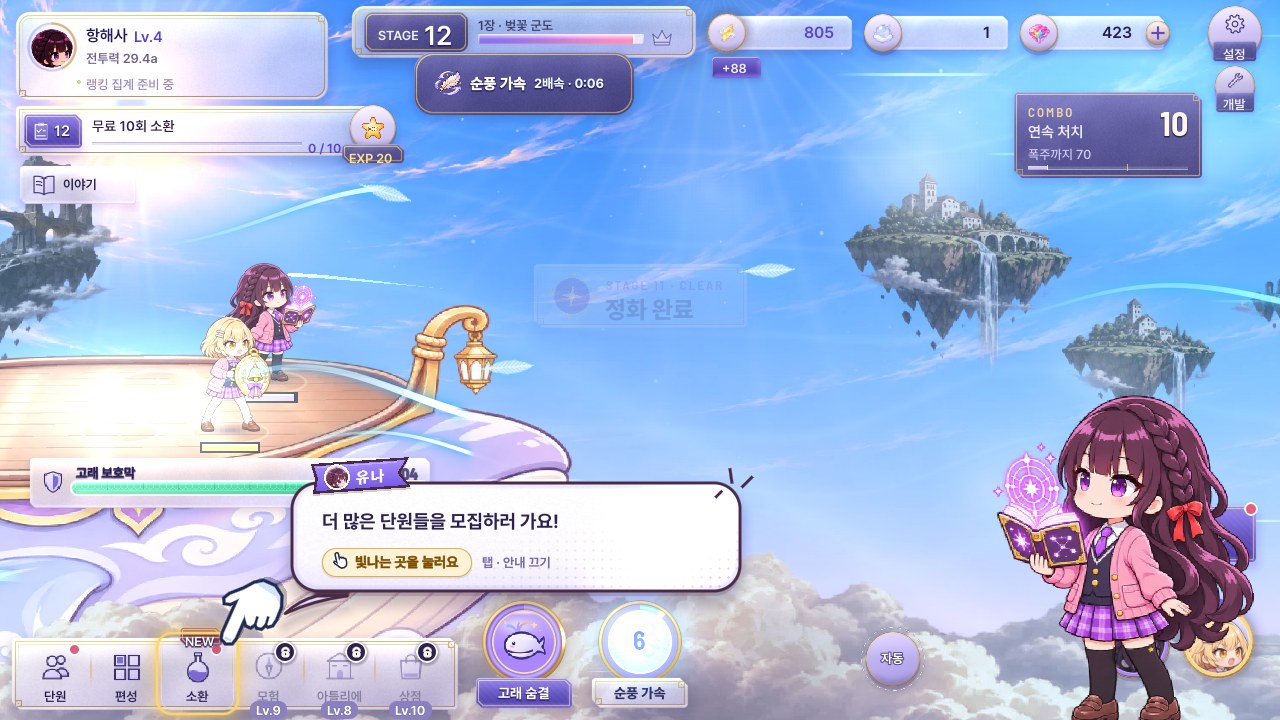 항해사 Lv.4
전투력 29.4a
랭킹 집계 준비 중
STAGE 12
1장 · 벚꽃 군도
순풍 가속 2배속 · 0:06
805
+88
1
423
설정
개발
12
무료 10회 소환
0 / 10
EXP 20
이야기
COMBO
연속 처치
10
폭주까지 70
STAGE 11 · CLEAR
정화 완료
고래 보호막
04
유나
더 많은 단원들을 모집하러 가요!
빛나는 곳을 눌러요
탭 · 안내 끄기
NEW
단원
편성
소환
모험
Lv.9
아틀리에
Lv.8
상점
Lv.10
고래 숨결
6
순풍 가속
자동